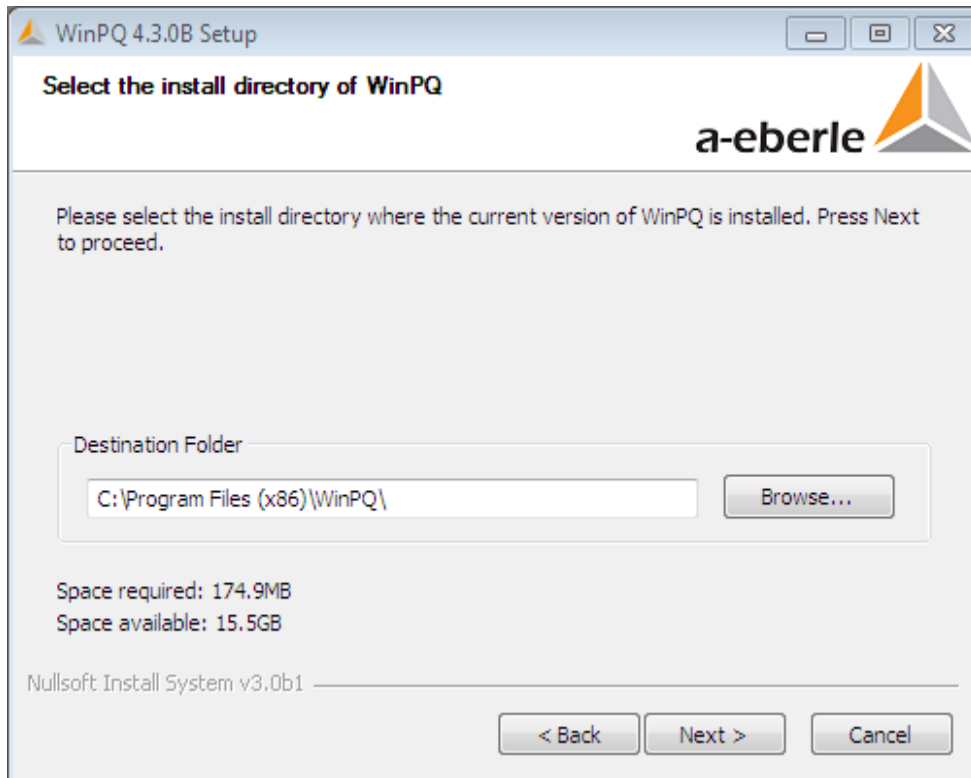 WinPQ 4.3.0B Setup
Select the install directory of WinPQ
a-eberle
Please select the install directory where the current version of WinPQ is installed. Press Next
to proceed.
Destination Folder
C:\Program Files (x86)\WinPQ\
Browse...
Space required: 174.9MB
Space available: 15.5GB
Nullsoft Install System v3.0b1
< Back
Next >
Cancel